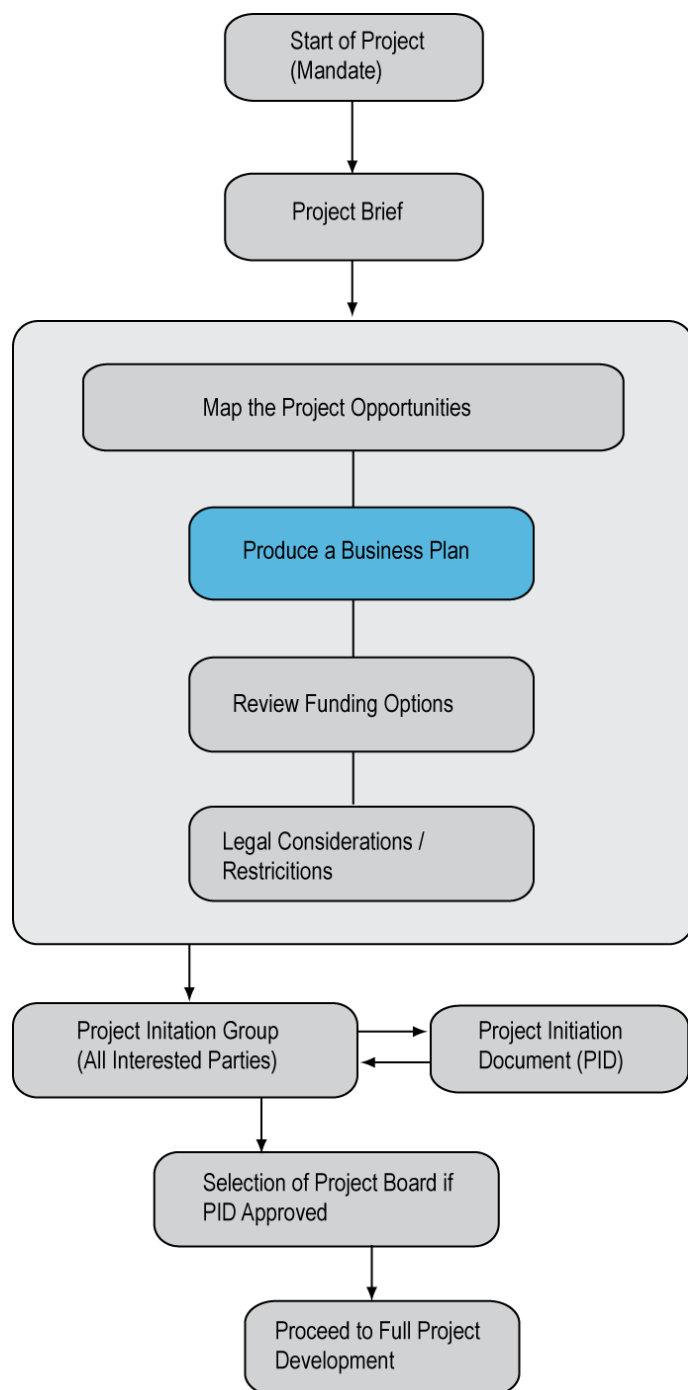 Start of Project
(Mandate)
Project Brief
Map the Project Opportunities
Produce a Business Plan
Review Funding Options
Legal Considerations /
Restricitions
Project Initation Group
(All Interested Parties)
Project Initiation
Document (PID)
Selection of Project Board if
PID Approved
Proceed to Full Project
Development